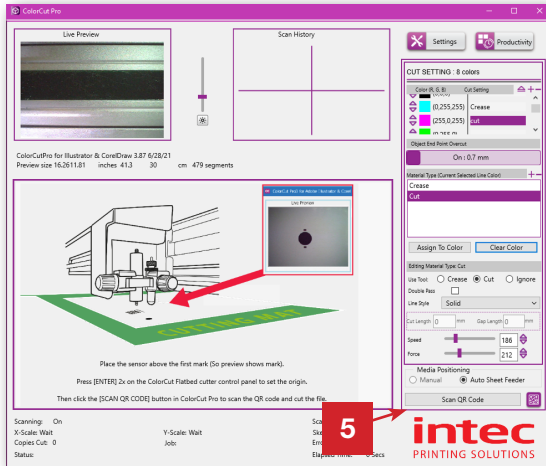 ColorCut Pro
Live Preview
Scan History
Settings
Productivity
CUT SETTING : 8 colors
Color (R, G, B) Cut Setting
(0,255,255) Crease
(255,0,255) cut
Object End Point Overcut
On : 0.7 mm
Material Type (Current Selected Line Color)
Crease
Cut
Assign To Color Clear Color
Editing Material Type: Cut
Use Tool: Crease Cut Ignore
Double Pass
Line Style Solid
Cut Length 0 mm Gap Length 0 mm
Speed 186
Force 212
Media Positioning
Manual Auto Sheet Feeder
Scan QR Code
ColorCutPro for Illustrator & CorelDraw 3.87 6/28/21
Preview size 16.2611.81 inches 41.3 30 cm 479 segments
Live Preview
CUTTING MAT
Place the sensor above the first mark (So preview shows mark).
Press [ENTER] 2x on the ColorCut Flatbed cutter control panel to set the origin.
Then click the [SCAN QR CODE] button in ColorCut Pro to scan the QR code and cut the file.
Scanning: On
X-Scale: Wait Y-Scale: Wait
Copies Cut: 0 Job:
Status:
Secs
5
intec
PRINTING SOLUTIONS